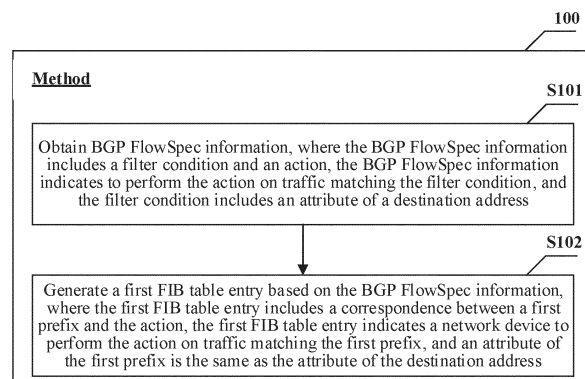 100
Method
S101
Obtain BGP FlowSpec information, where the BGP FlowSpec information
includes a filter condition and an action, the BGP FlowSpec information
indicates to perform the action on traffic matching the filter condition, and
the filter condition includes an attribute of a destination address
S102
Generate a first FIB table entry based on the BGP FlowSpec information,
where the first FIB table entry includes a correspondence between a first
prefix and the action, the first FIB table entry indicates a network device to
perform the action on traffic matching the first prefix, and an attribute of
the first prefix is the same as the attribute of the destination address